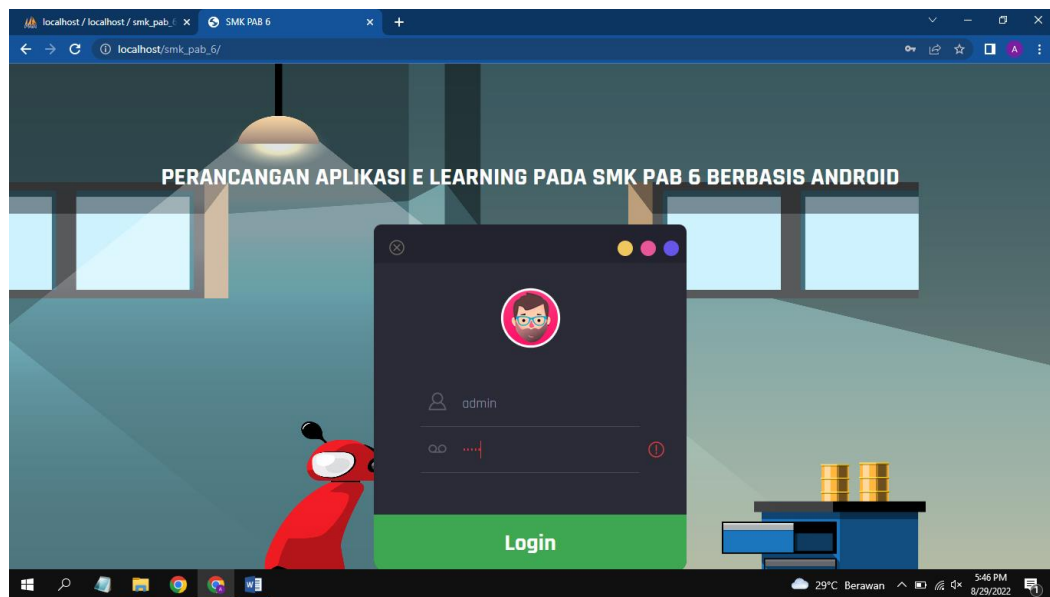 localhost / localhost / smk_pab_6
SMK PAB 6
localhost/smk_pab_6/
A
PERANCANGAN APLIKASI E LEARNING PADA SMK PAB 6 BERBASIS ANDROID
admin
Login
29°C Berawan
5:46 PM
8/29/2022
1